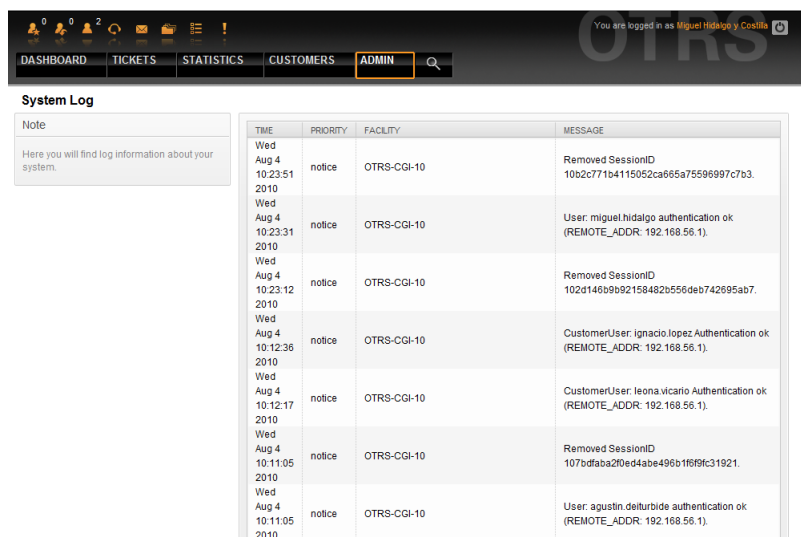 0 0 2
You are logged in as Miguel Hidalgo y Costilla
OTRS
DASHBOARD TICKETS STATISTICS CUSTOMERS ADMIN
System Log
Note
Here you will find log information about your
system.
TIME PRIORITY FACILITY MESSAGE
Wed
Aug 4
10:23:51
2010
notice OTRS-CGI-10
Removed SessionID
10b2c771b4115052ca665a75596997c7b3.
Wed
Aug 4
10:23:31
2010
notice OTRS-CGI-10
User: miguel.hidalgo authentication ok
(REMOTE_ADDR: 192.168.56.1).
Wed
Aug 4
10:23:12
2010
notice OTRS-CGI-10
Removed SessionID
102d146b9b92158482b556deb742695ab7.
Wed
Aug 4
10:12:36
2010
notice OTRS-CGI-10
CustomerUser: ignacio.lopez Authentication ok
(REMOTE_ADDR: 192.168.56.1).
Wed
Aug 4
10:12:17
2010
notice OTRS-CGI-10
CustomerUser: leona.vicario Authentication ok
(REMOTE_ADDR: 192.168.56.1).
Wed
Aug 4
10:11:05
2010
notice OTRS-CGI-10
Removed SessionID
107bdfaba2f0ed4abe496b1f6f9fc31921.
Wed
Aug 4
10:11:05
2010
notice OTRS-CGI-10
User: agustin.deiturbide authentication ok
(REMOTE_ADDR: 192.168.56.1).